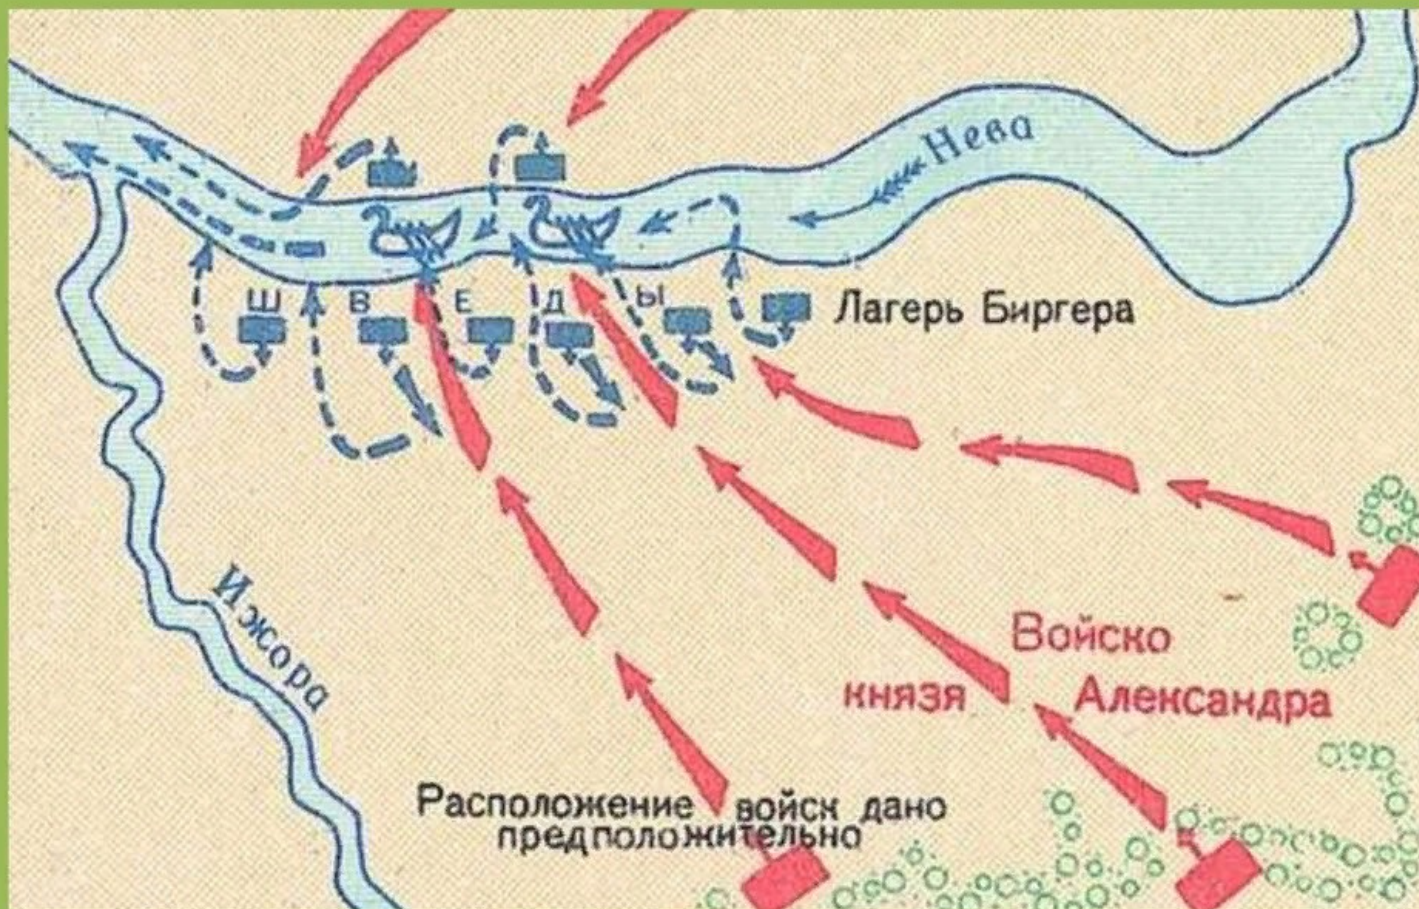 Нева
Ш В Е Д Ы
Лагерь Биргера
Ижора
Войско
князя Александра
Расположение войск дано
предположительно